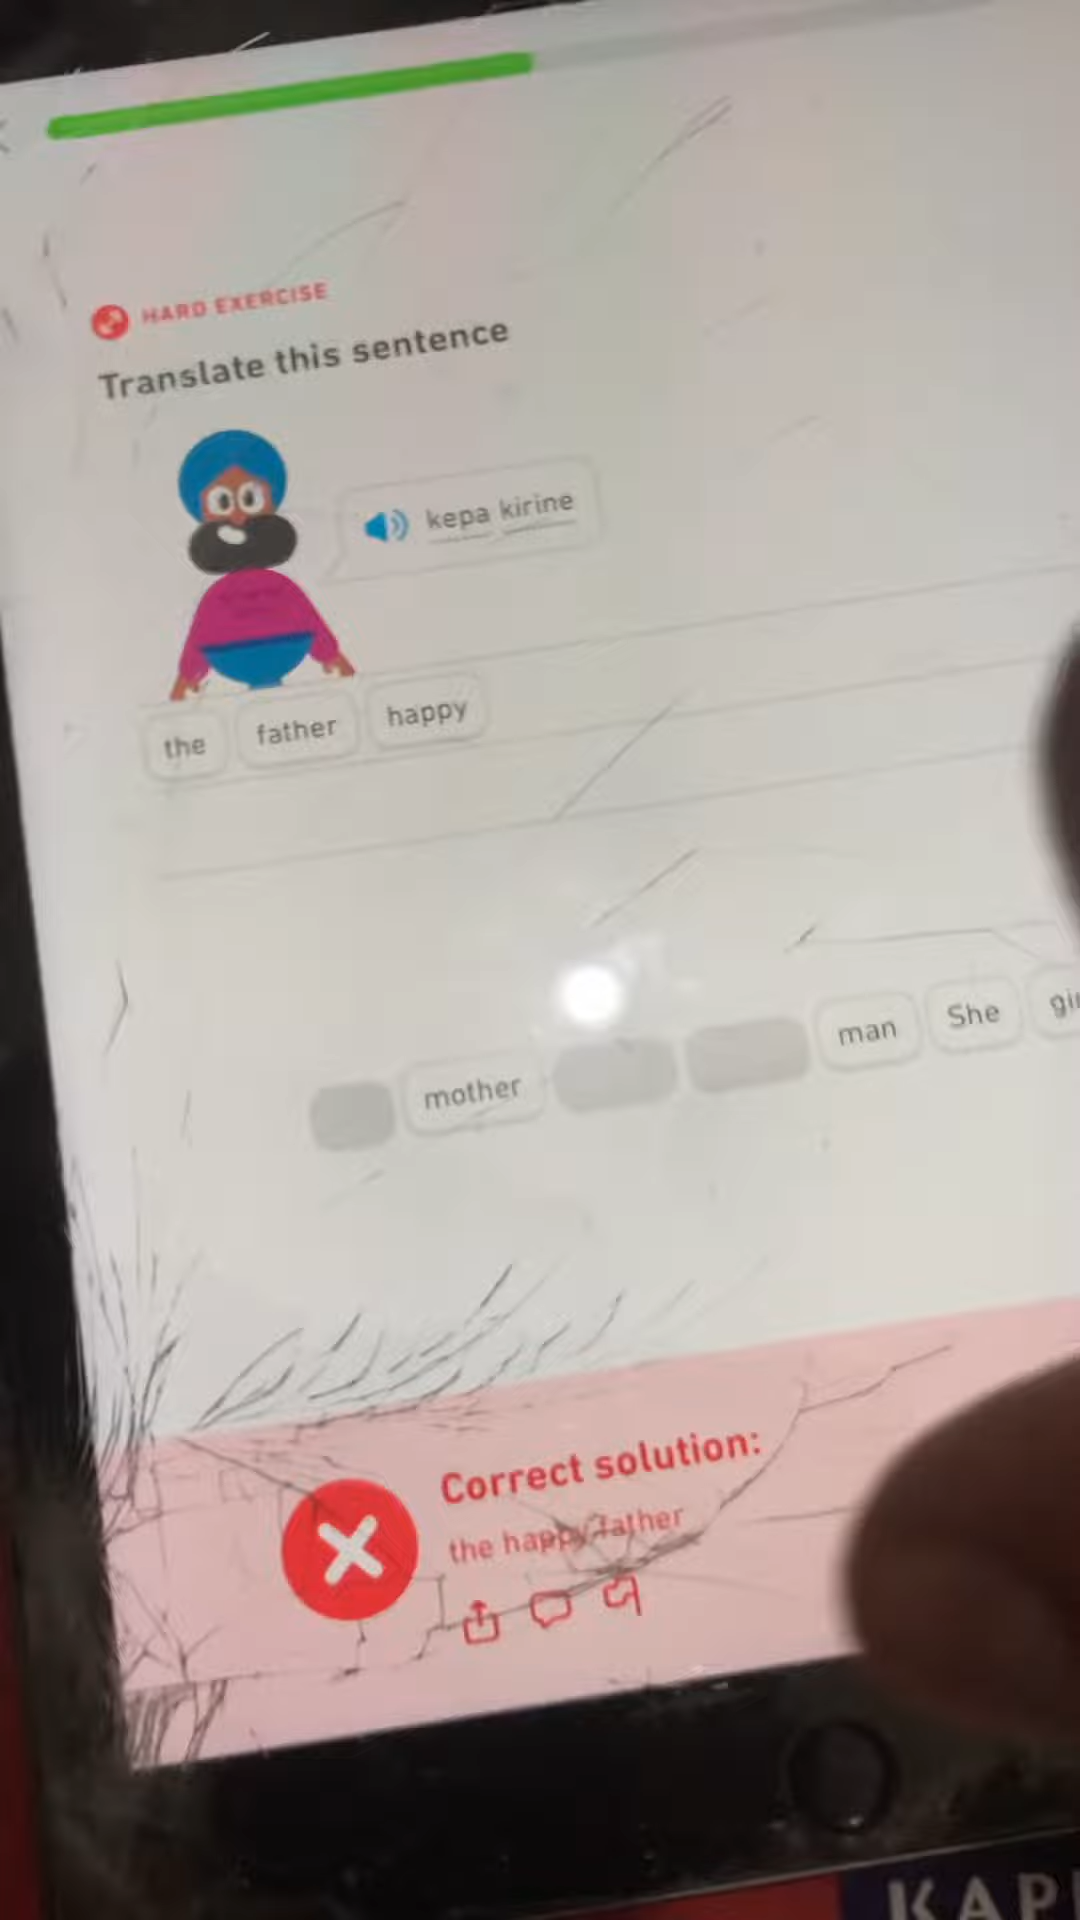 HARD EXERCISE
Translate this sentence
kepa kirine
the father happy
mother man She
Correct solution:
the happy father